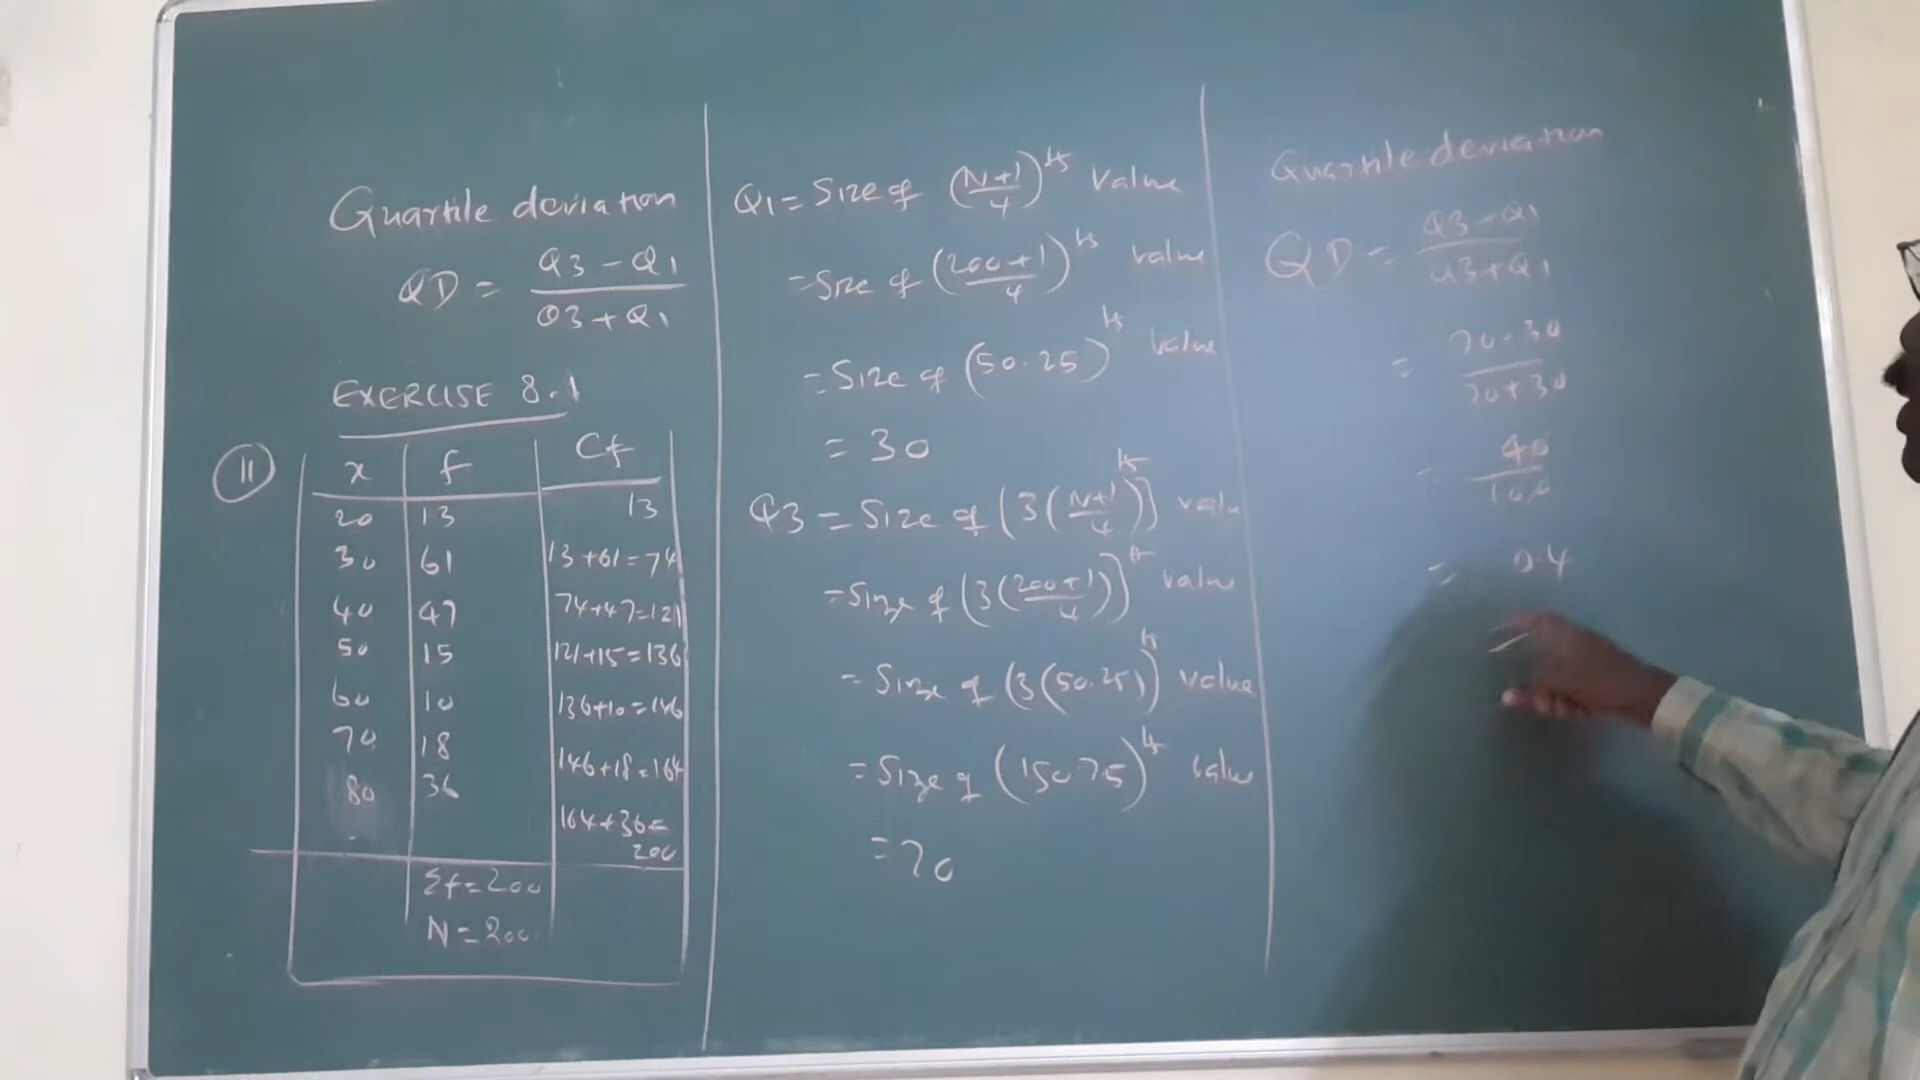 Quartile deviation
QD = Q3 - Q1 / Q3 + Q1
EXERCISE 8.1
11
x f Cf
20 13 13
30 61 13+61=74
40 47 74+47=121
50 15 121+15=136
60 10 136+10=146
70 18 146+18=164
80 36 164+36=200
Σf=200
N=200
Q1 = Size of (N+1/4)th value
= Size of (200+1/4)th value
= Size of (50.25)th value
= 30
Q3 = Size of (3(N+1/4))th value
= Size of (3(200+1/4))th value
= Size of (3(50.25))th value
= Size of (150.75)th value
= 70
Quartile deviation
QD = Q3-Q1 / Q3+Q1
= 70-30 / 70+30
= 40 / 100
= 0.4